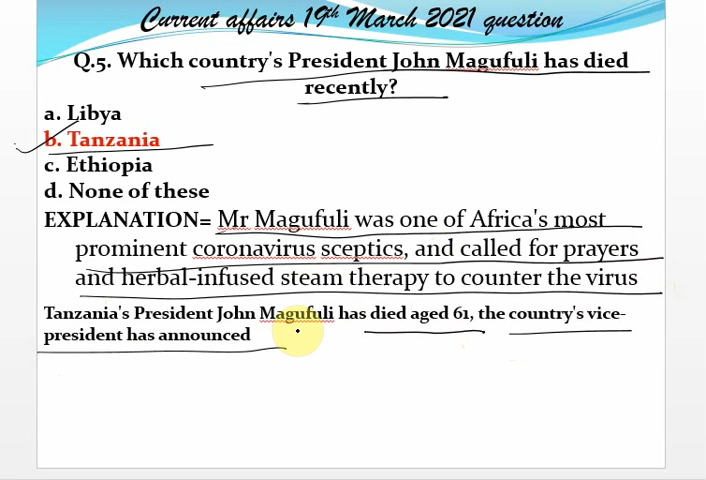 Current affairs 19th March 2021 question
Q.5. Which country's President John Magufuli has died
recently?
a. Libya
b. Tanzania
c. Ethiopia
d. None of these
EXPLANATION= Mr Magufuli was one of Africa's most
prominent coronavirus sceptics, and called for prayers
and herbal-infused steam therapy to counter the virus
Tanzania's President John Magufuli has died aged 61, the country's vice-
president has announced